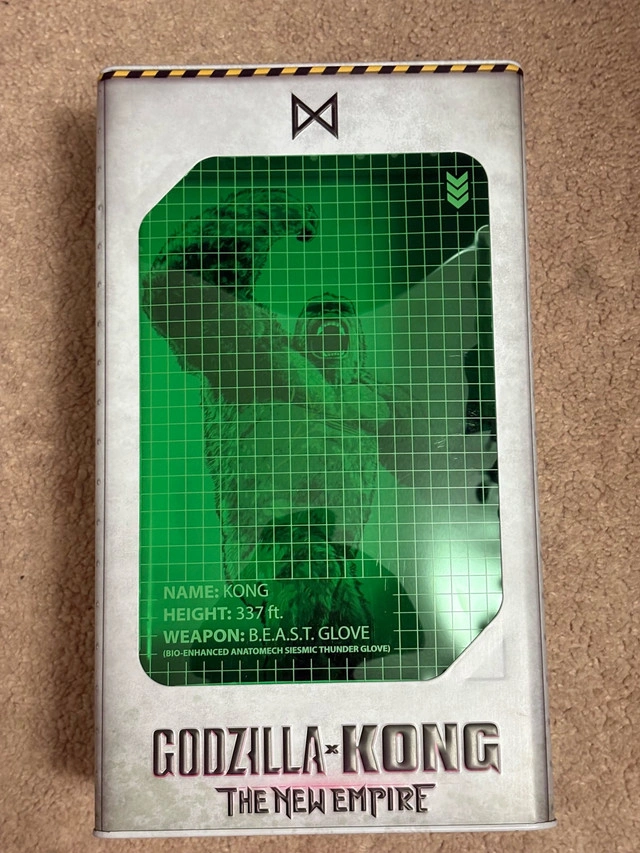 NAME: KONG
HEIGHT: 337 ft.
WEAPON: B.E.A.S.T. GLOVE
(BIO-ENHANCED ANATOMECH SIESMIC THUNDER GLOVE)
GODZILLA x KONG
THE NEW EMPIRE